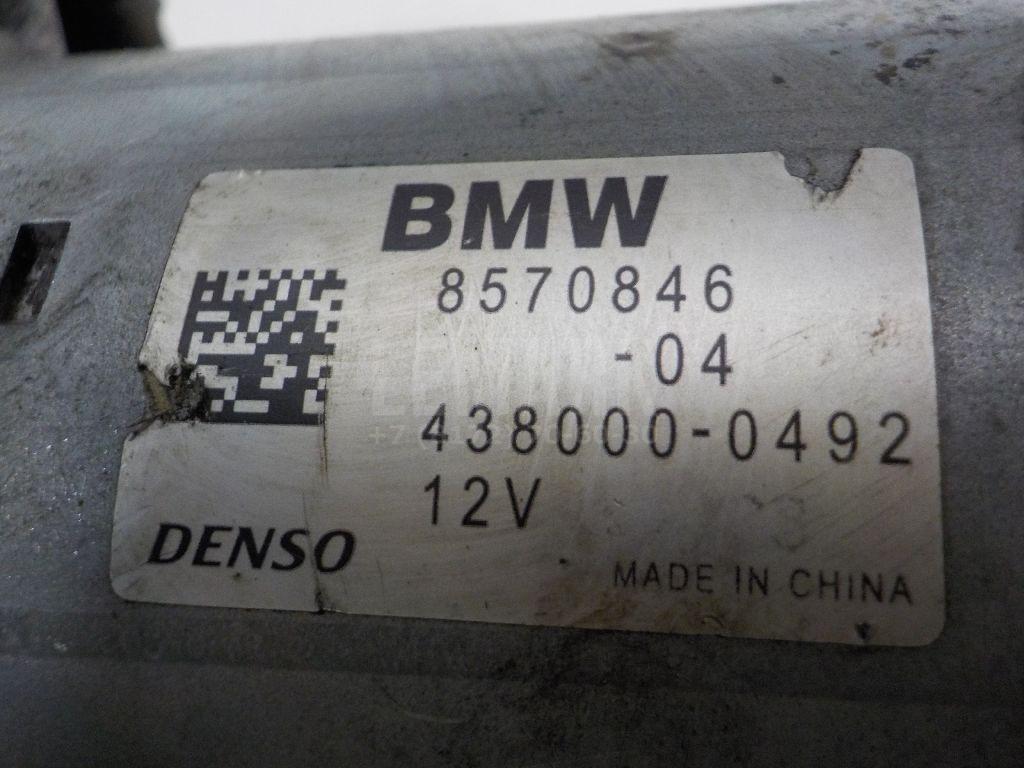 BMW
8570846
-04
438000-0492
12V
DENSO
MADE IN CHINA